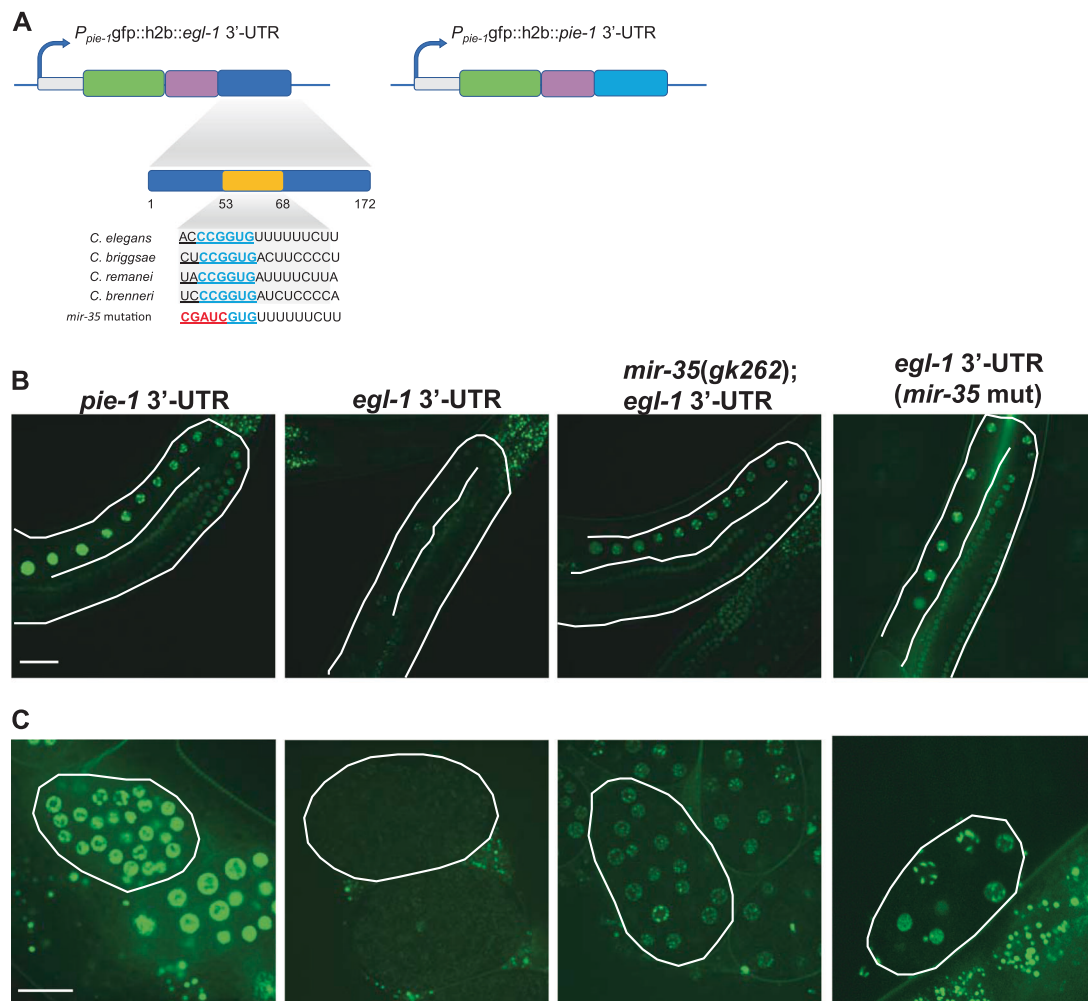 A
Ppie-1gfp::h2b::egl-1 3’-UTR
Ppie-1gfp::h2b::pie-1 3’-UTR
1 53 68 172
C. elegans ACCCGGUGUUUUUUCUU
C. briggsae CUCCGGUGACUUCCCCU
C. remanei UACCGGUGAUUUUCUUA
C. brenneri UCCCGGUGAUCUCCCCA
mir-35 mutation CGAUCGUGUUUUUUCUU
B
pie-1 3’-UTR
egl-1 3’-UTR
mir-35(gk262);
egl-1 3’-UTR
egl-1 3’-UTR
(mir-35 mut)
C